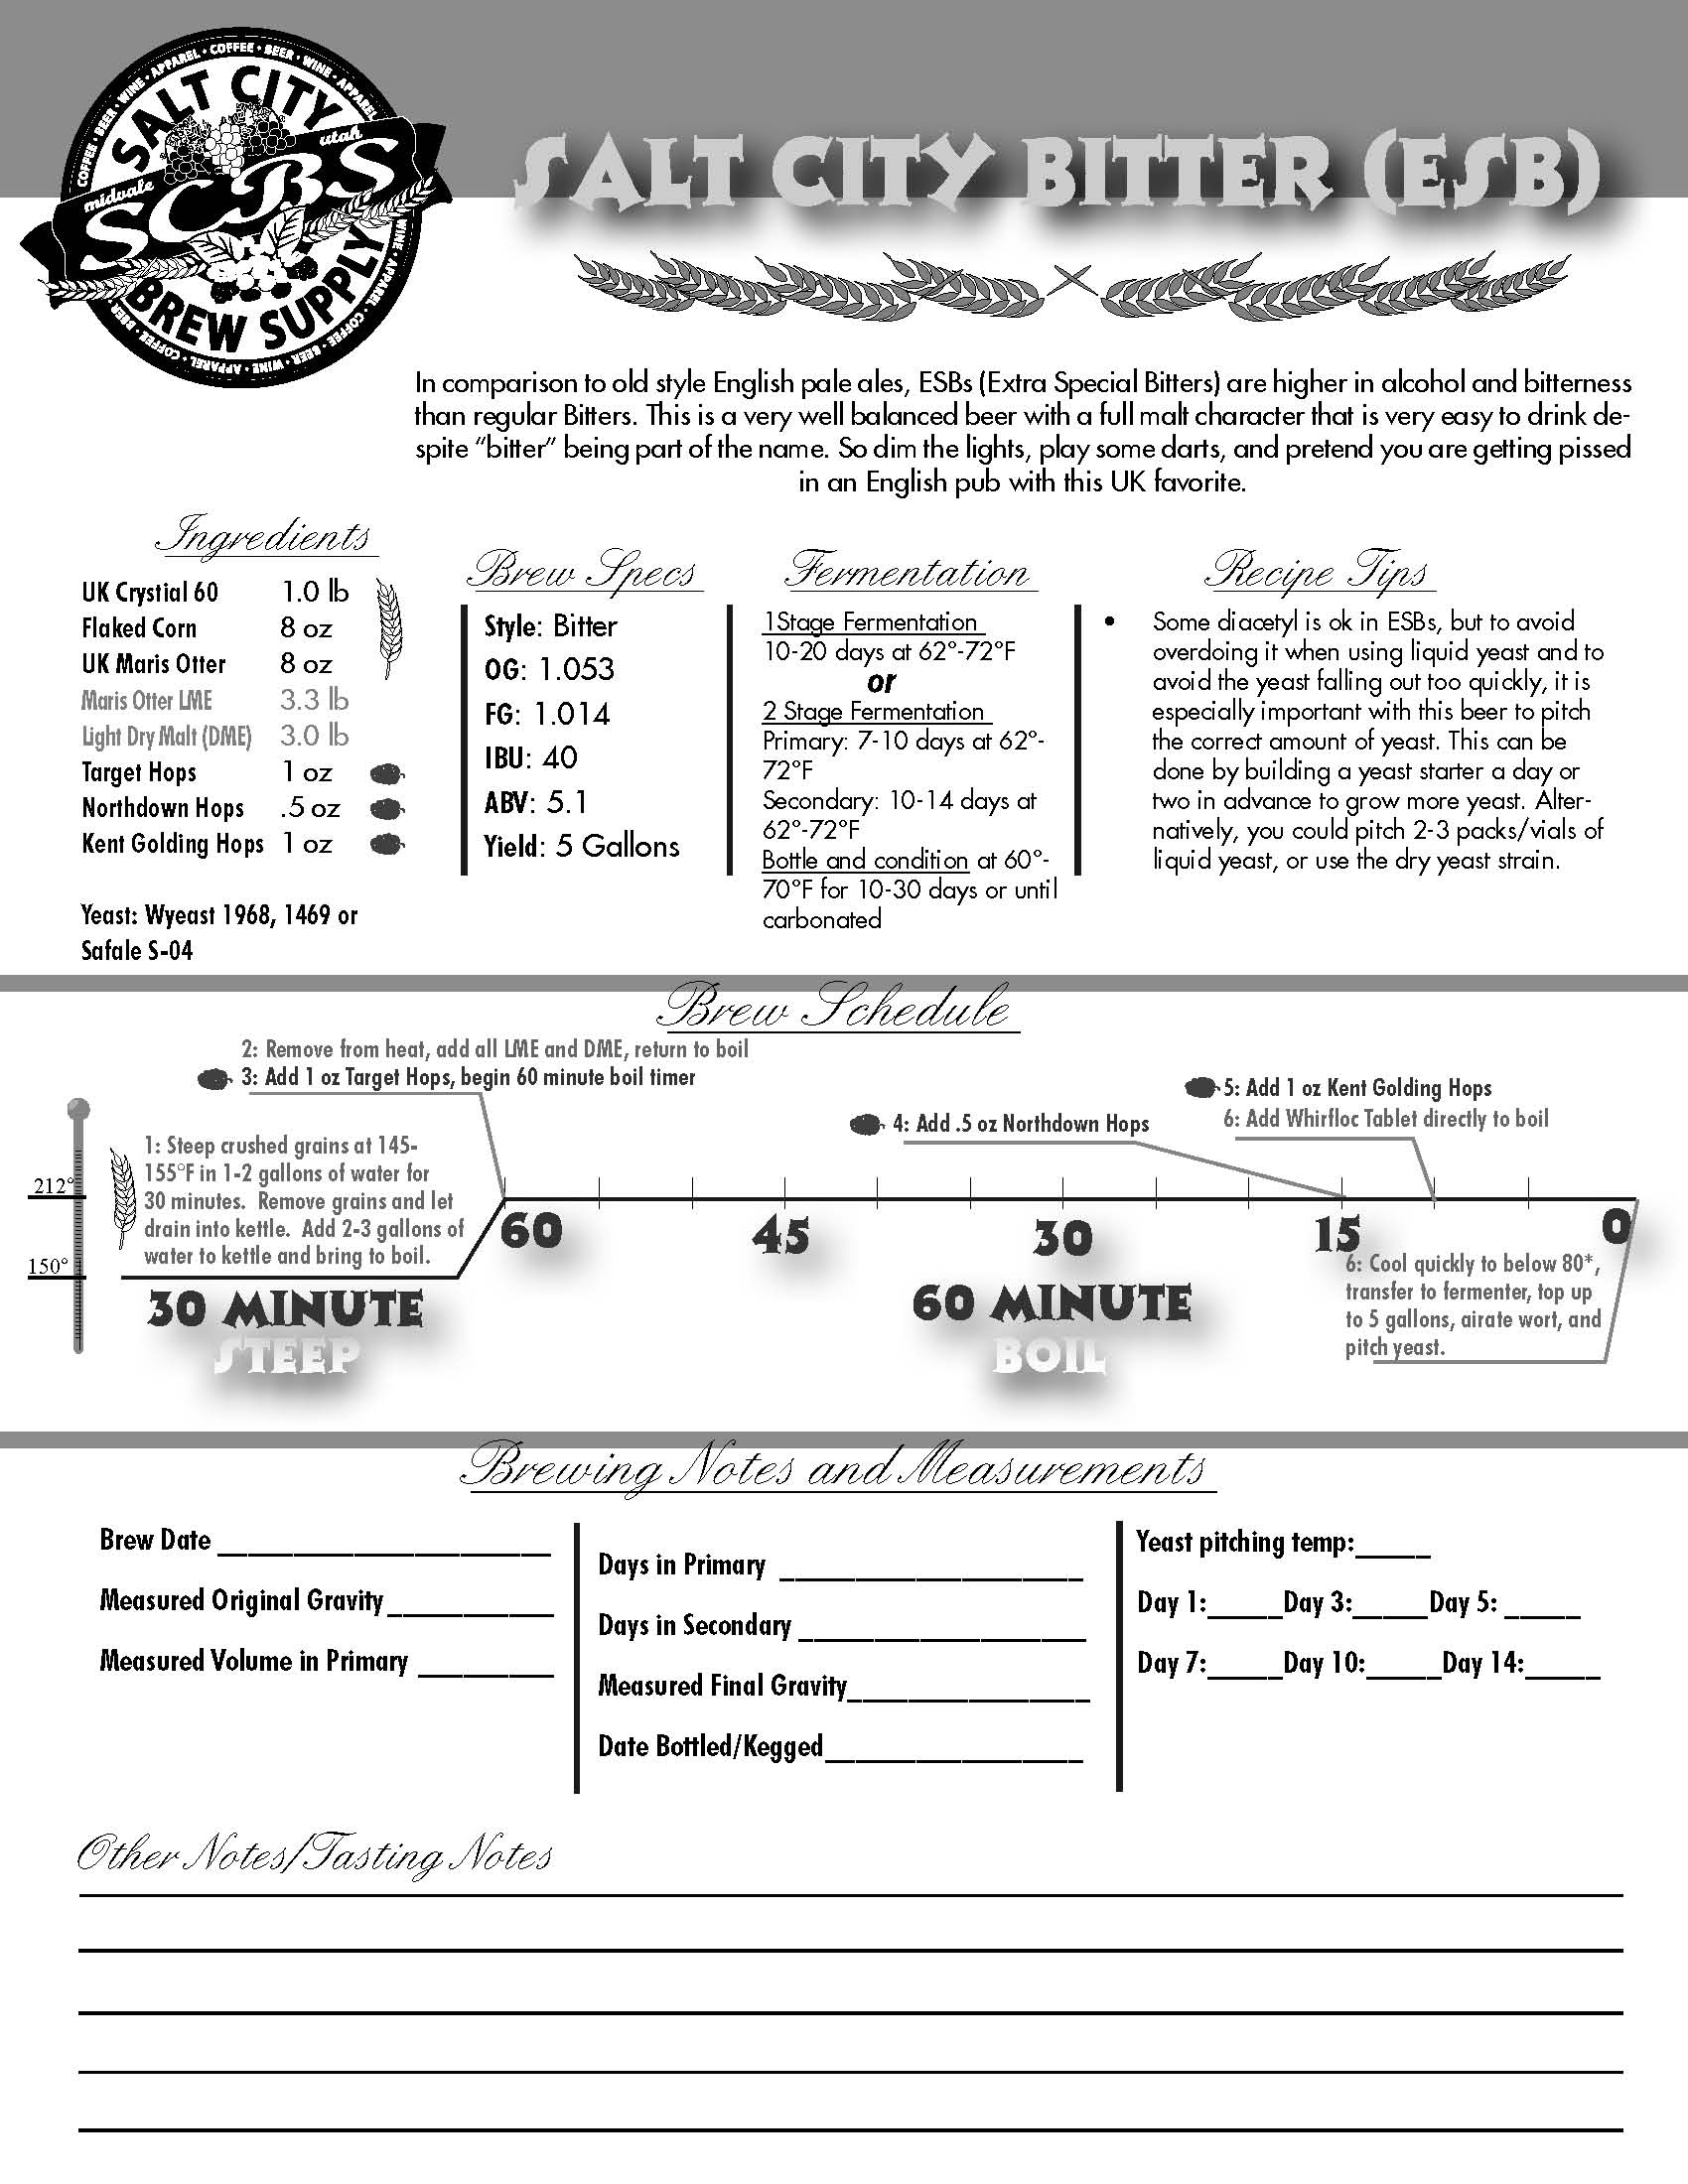 COFFEE • BEER • WINE • APPAREL • COFFEE • BEER • WINE • APPAREL
SALT CITY
midvale utah
SCBS
BREW SUPPLY
SALT CITY BITTER (ESB)
In comparison to old style English pale ales, ESBs (Extra Special Bitters) are higher in alcohol and bitterness
than regular Bitters. This is a very well balanced beer with a full malt character that is very easy to drink de-
spite “bitter” being part of the name. So dim the lights, play some darts, and pretend you are getting pissed
in an English pub with this UK favorite.
Ingredients
UK Crystial 60 1.0 lb
Flaked Corn 8 oz
UK Maris Otter 8 oz
Maris Otter LME 3.3 lb
Light Dry Malt (DME) 3.0 lb
Target Hops 1 oz
Northdown Hops .5 oz
Kent Golding Hops 1 oz
Yeast: Wyeast 1968, 1469 or
Safale S-04
Brew Specs
Style: Bitter
OG: 1.053
FG: 1.014
IBU: 40
ABV: 5.1
Yield: 5 Gallons
Fermentation
1Stage Fermentation
10-20 days at 62°-72°F
or
2 Stage Fermentation
Primary: 7-10 days at 62°-
72°F
Secondary: 10-14 days at
62°-72°F
Bottle and condition at 60°-
70°F for 10-30 days or until
carbonated
Recipe Tips
• Some diacetyl is ok in ESBs, but to avoid
overdoing it when using liquid yeast and to
avoid the yeast falling out too quickly, it is
especially important with this beer to pitch
the correct amount of yeast. This can be
done by building a yeast starter a day or
two in advance to grow more yeast. Alter-
natively, you could pitch 2-3 packs/vials of
liquid yeast, or use the dry yeast strain.
Brew Schedule
2: Remove from heat, add all LME and DME, return to boil
3: Add 1 oz Target Hops, begin 60 minute boil timer
5: Add 1 oz Kent Golding Hops
6: Add Whirfloc Tablet directly to boil
4: Add .5 oz Northdown Hops
1: Steep crushed grains at 145-
155°F in 1-2 gallons of water for
30 minutes. Remove grains and let
drain into kettle. Add 2-3 gallons of
water to kettle and bring to boil.
212°
150°
60 45 30 15 0
6: Cool quickly to below 80*,
transfer to fermenter, top up
to 5 gallons, airate wort, and
pitch yeast.
30 MINUTE
STEEP
60 MINUTE
BOIL
Brewing Notes and Measurements
Brew Date ______________________
Measured Original Gravity___________
Measured Volume in Primary _________
Days in Primary ____________________
Days in Secondary ___________________
Measured Final Gravity________________
Date Bottled/Kegged_________________
Yeast pitching temp:_____
Day 1:_____Day 3:_____Day 5: _____
Day 7:_____Day 10:_____Day 14:_____
Other Notes/Tasting Notes